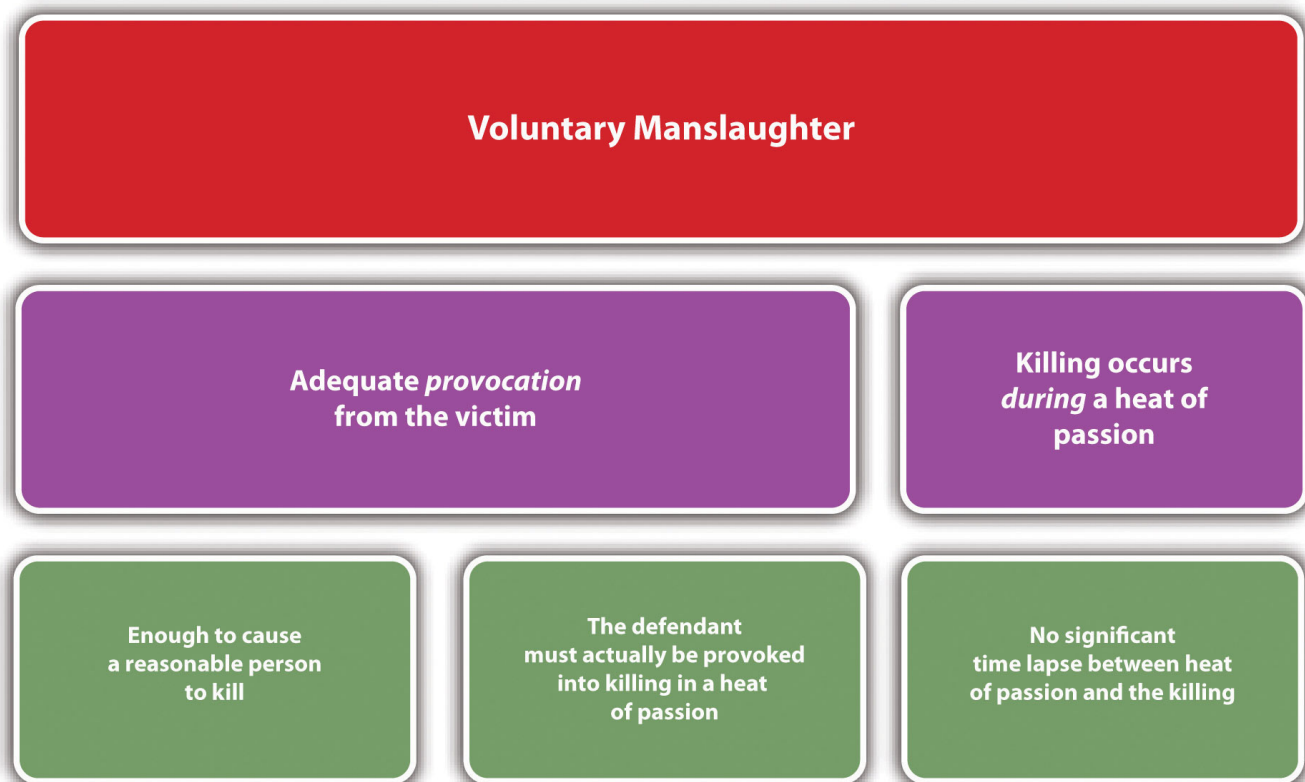 Voluntary Manslaughter
Adequate provocation
from the victim
Killing occurs
during a heat of
passion
Enough to cause
a reasonable person
to kill
The defendant
must actually be provoked
into killing in a heat
of passion
No significant
time lapse between heat
of passion and the killing